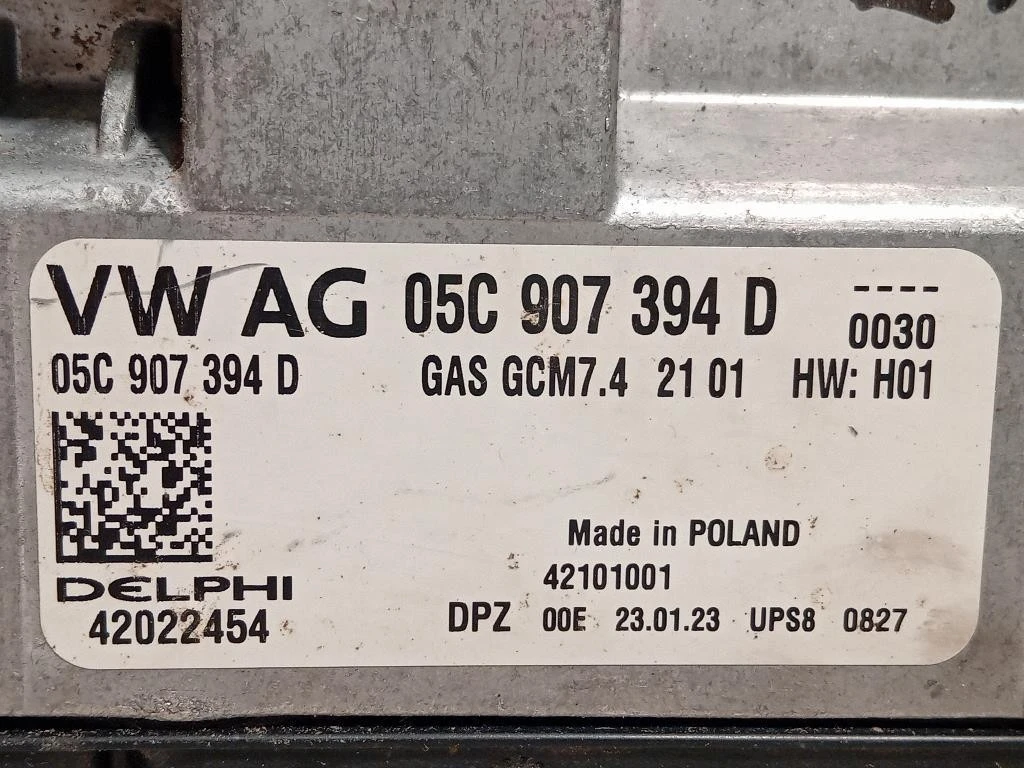 VW AG 05C 907 394 D ----
0030
05C 907 394 D GAS GCM7.4 21 01 HW: H01
Made in POLAND
DELPHI 42101001
42022454 DPZ 00E 23.01.23 UPS8 0827